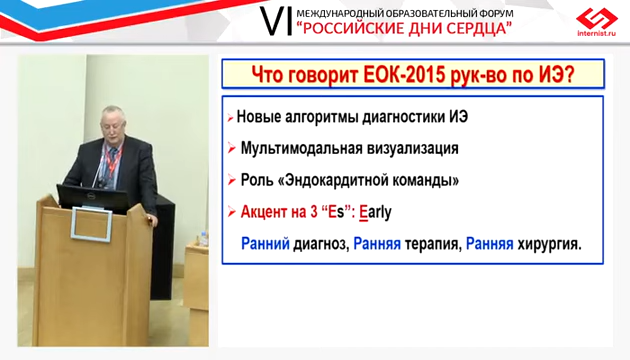 VI МЕЖДУНАРОДНЫЙ ОБРАЗОВАТЕЛЬНЫЙ ФОРУМ
“РОССИЙСКИЕ ДНИ СЕРДЦА”
internist.ru
Что говорит ЕОК-2015 рук-во по ИЭ?
Новые алгоритмы диагностики ИЭ
Мультимодальная визуализация
Роль «Эндокардитной команды»
Акцент на 3 “Es”: Early
Ранний диагноз, Ранняя терапия, Ранняя хирургия.